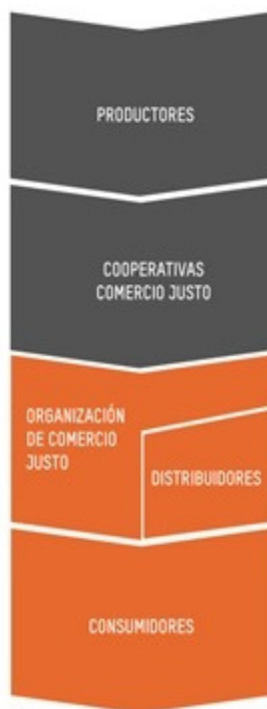 PRODUCTORES
COOPERATIVAS
COMERCIO JUSTO
ORGANIZACIÓN
DE COMERCIO
JUSTO
DISTRIBUIDORES
CONSUMIDORES